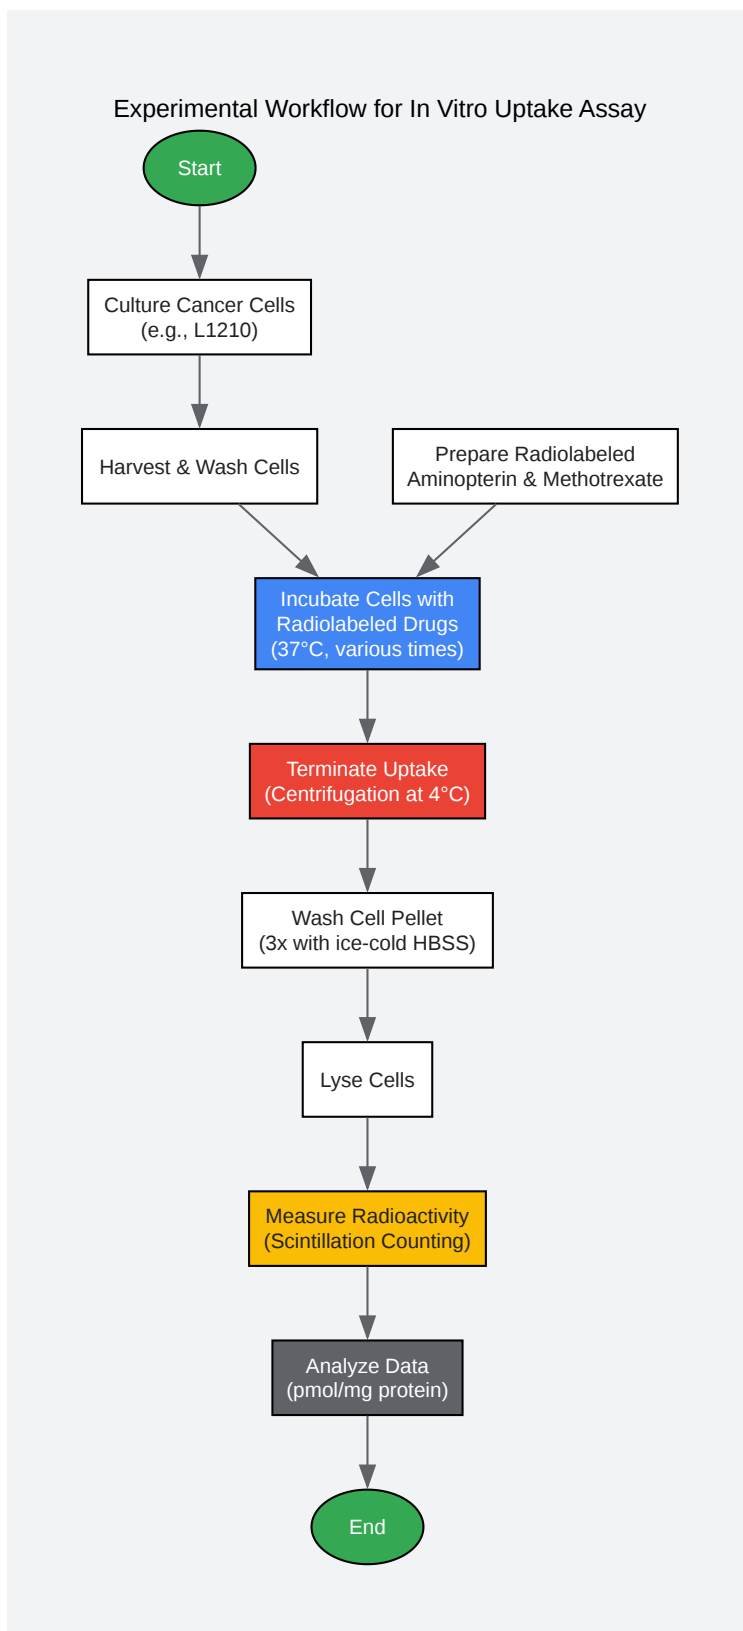 Experimental Workflow for In Vitro Uptake Assay
Start
Culture Cancer Cells
(e.g., L1210)
Harvest & Wash Cells
Prepare Radiolabeled
Aminopterin & Methotrexate
Incubate Cells with
Radiolabeled Drugs
(37°C, various times)
Terminate Uptake
(Centrifugation at 4°C)
Wash Cell Pellet
(3x with ice-cold HBSS)
Lyse Cells
Measure Radioactivity
(Scintillation Counting)
Analyze Data
(pmol/mg protein)
End